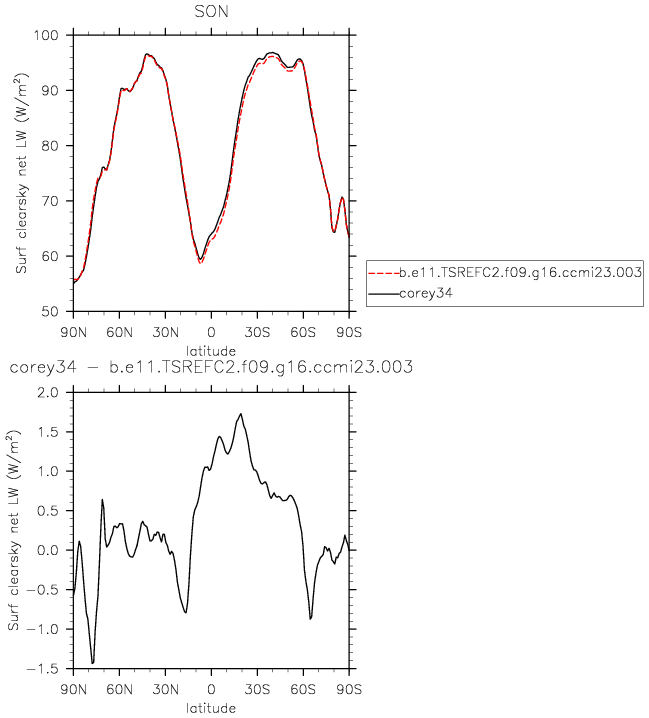 SON
100
90
80
70
60
50
Surf clearsky net LW (W/m²)
90N 60N 30N 0 30S 60S 90S
latitude
b.e11.TSREFC2.f09.g16.ccmi23.003
corey34
corey34 − b.e11.TSREFC2.f09.g16.ccmi23.003
2.0
1.5
1.0
0.5
0.0
−0.5
−1.0
−1.5
Surf clearsky net LW (W/m²)
90N 60N 30N 0 30S 60S 90S
latitude